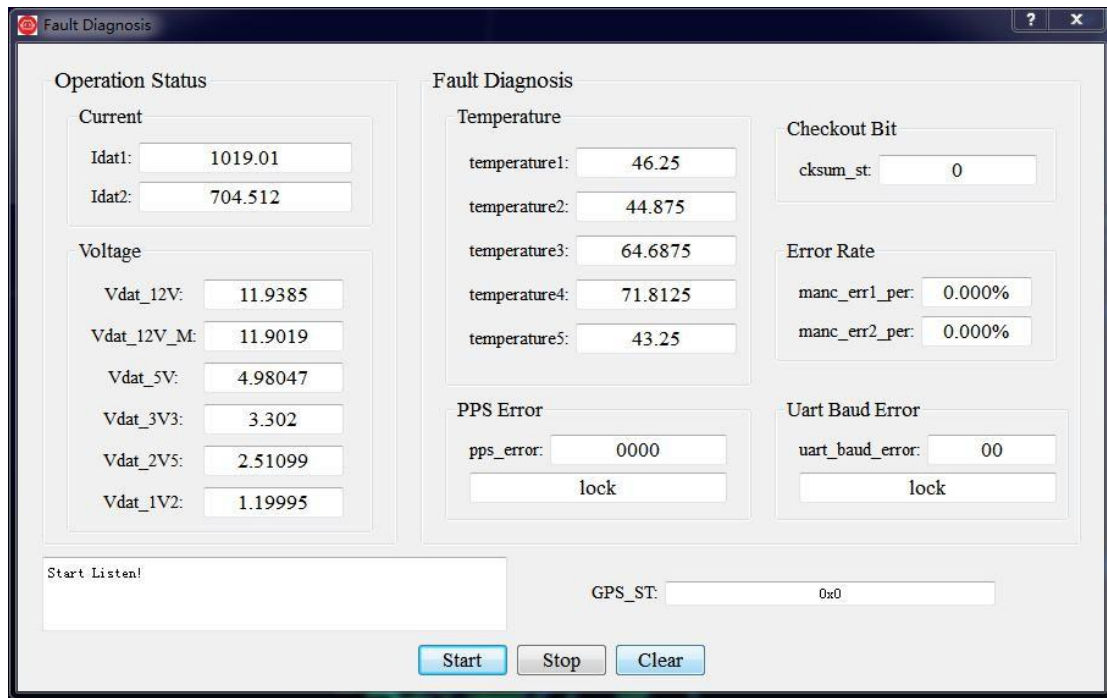 Fault Diagnosis
Operation Status
Current
Idat1: 1019.01
Idat2: 704.512
Voltage
Vdat_12V: 11.9385
Vdat_12V_M: 11.9019
Vdat_5V: 4.98047
Vdat_3V3: 3.302
Vdat_2V5: 2.51099
Vdat_1V2: 1.19995
Fault Diagnosis
Temperature
temperature1: 46.25
temperature2: 44.875
temperature3: 64.6875
temperature4: 71.8125
temperature5: 43.25
Checkout Bit
cksum_st: 0
Error Rate
manc_err1_per: 0.000%
manc_err2_per: 0.000%
PPS Error
pps_error: 0000
lock
Uart Baud Error
uart_baud_error: 00
lock
Start Listen!
GPS_ST: 0x0
Start Stop Clear